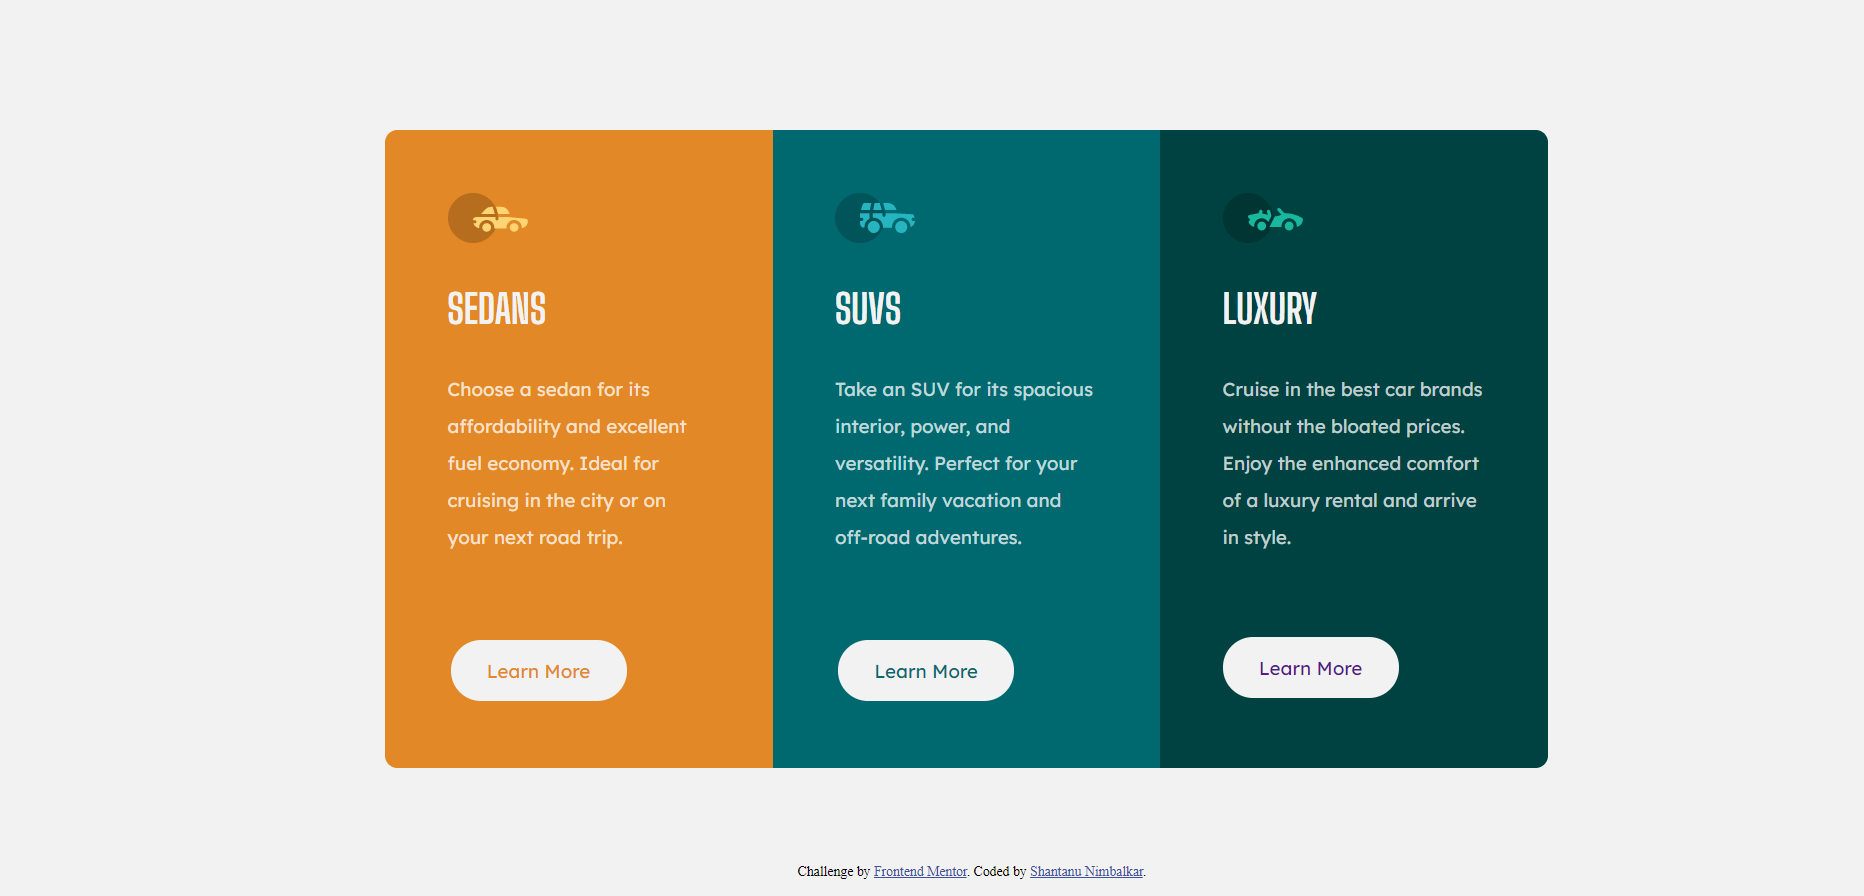 SEDANS
Choose a sedan for its
affordability and excellent
fuel economy. Ideal for
cruising in the city or on
your next road trip.
Learn More
SUVS
Take an SUV for its spacious
interior, power, and
versatility. Perfect for your
next family vacation and
off-road adventures.
Learn More
LUXURY
Cruise in the best car brands
without the bloated prices.
Enjoy the enhanced comfort
of a luxury rental and arrive
in style.
Learn More
Challenge by Frontend Mentor. Coded by Shantanu Nimbalkar.